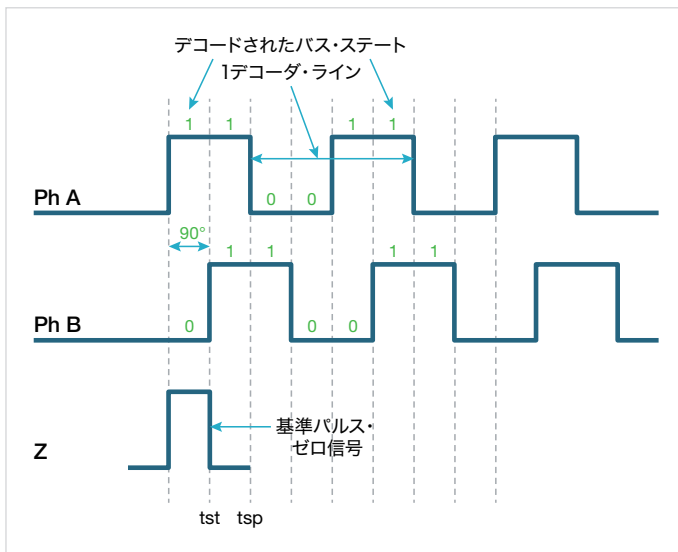 デコードされたバス・ステート
1デコーダ・ライン
1 1 1 1
Ph A
0 0
90°
1 1 1 1
Ph B
0 0 0
Z
基準パルス・
ゼロ信号
tst tsp